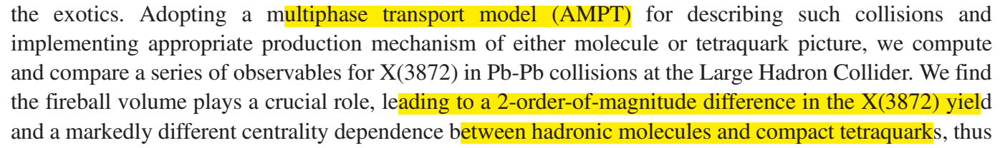 the exotics. Adopting a multiphase transport model (AMPT) for describing such collisions and
implementing appropriate production mechanism of either molecule or tetraquark picture, we compute
and compare a series of observables for X(3872) in Pb-Pb collisions at the Large Hadron Collider. We find
the fireball volume plays a crucial role, leading to a 2-order-of-magnitude difference in the X(3872) yield
and a markedly different centrality dependence between hadronic molecules and compact tetraquarks, thus